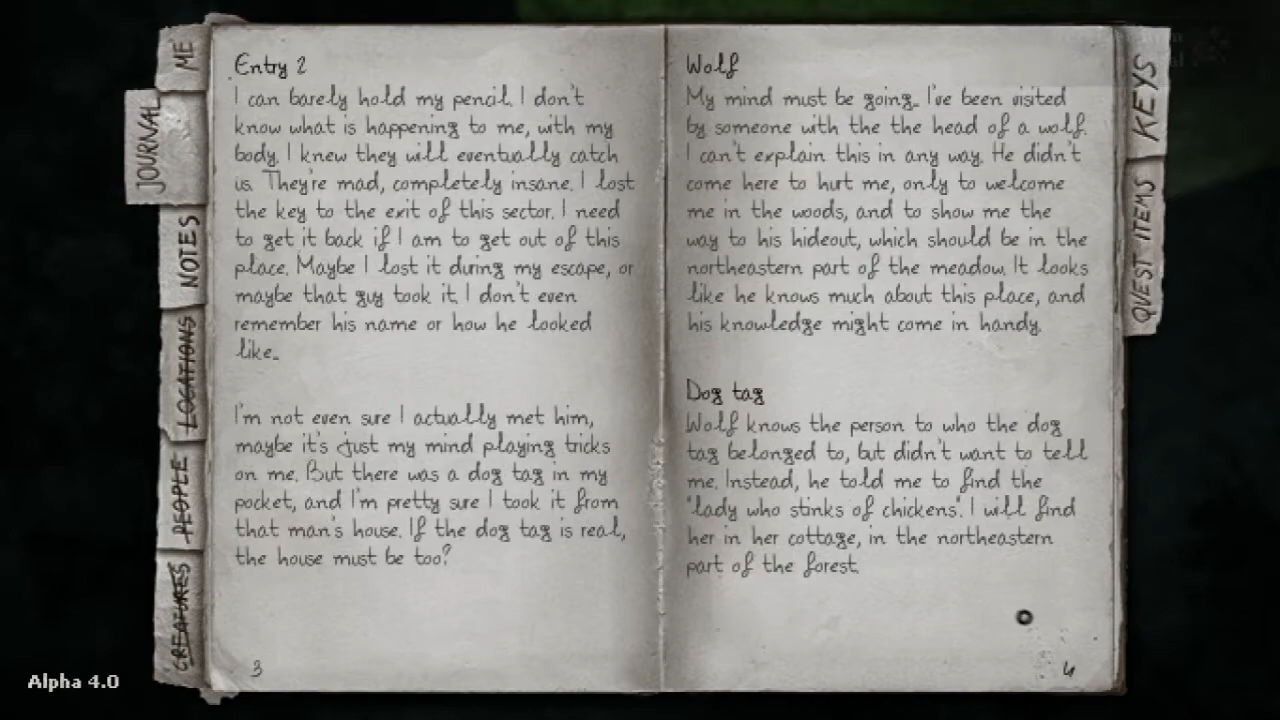 ME
JOURNAL
NOTES
LOCATIONS
PEOPLE
CREATURES
Entry 2
I can barely hold my pencil. I don't
know what is happening to me, with my
body. I knew they will eventually catch
us. They're mad, completely insane. I lost
the key to the exit of this sector. I need
to get it back if I am to get out of this
place. Maybe I lost it during my escape, or
maybe that guy took it. I don't even
remember his name or how he looked
like...
I'm not even sure I actually met him,
maybe it's just my mind playing tricks
on me. But there was a dog tag in my
pocket, and I'm pretty sure I took it from
that man's house. If the dog tag is real,
the house must be too?
3
Wolf
My mind must be going... I've been visited
by someone with the the head of a wolf.
I can't explain this in any way. He didn't
come here to hurt me, only to welcome
me in the woods, and to show me the
way to his hideout, which should be in the
northeastern part of the meadow. It looks
like he knows much about this place, and
his knowledge might come in handy.
Dog tag
Wolf knows the person to who the dog
tag belonged to, but didn't want to tell
me. Instead, he told me to find the
'lady who stinks of chickens'. I will find
her in her cottage, in the northeastern
part of the forest.
4
KEYS
QUEST ITEMS
Alpha 4.0